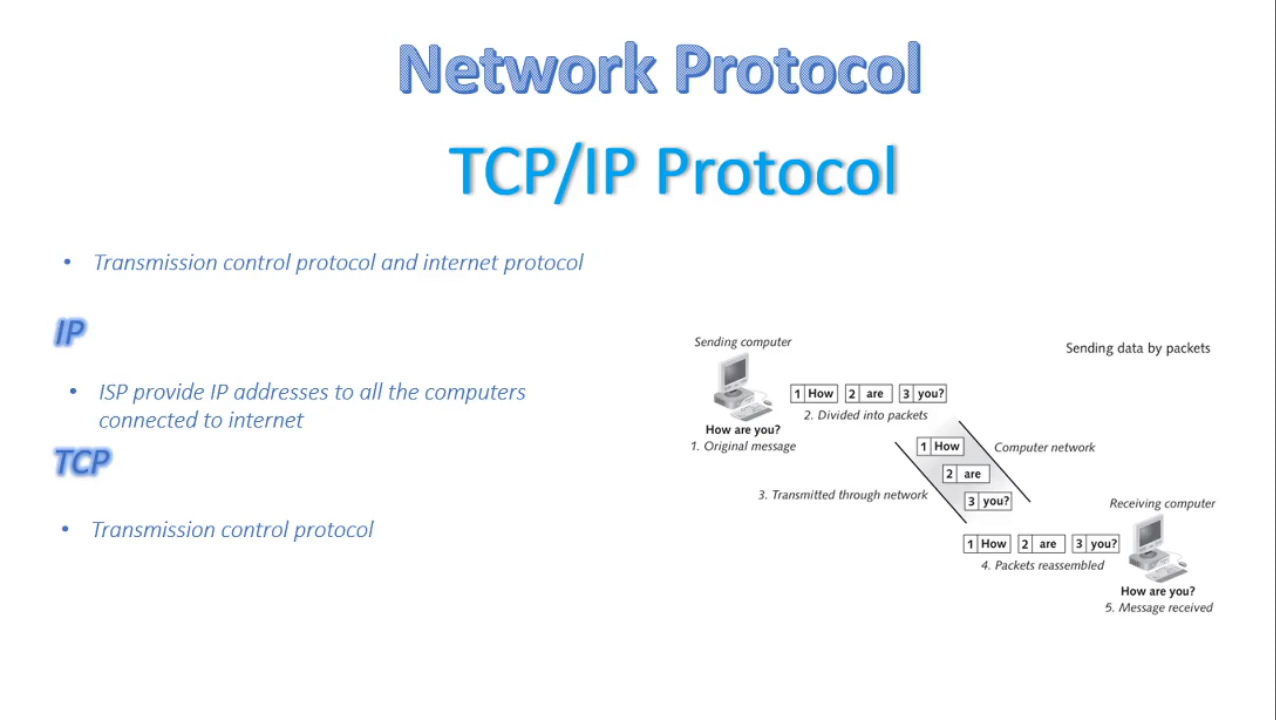 Network Protocol
TCP/IP Protocol
• Transmission control protocol and internet protocol
IP
• ISP provide IP addresses to all the computers
connected to internet
TCP
• Transmission control protocol
Sending computer
Sending data by packets
1 How 2 are 3 you?
2. Divided into packets
How are you?
1. Original message
1 How
Computer network
2 are
3. Transmitted through network
3 you?
Receiving computer
1 How 2 are 3 you?
4. Packets reassembled
How are you?
5. Message received